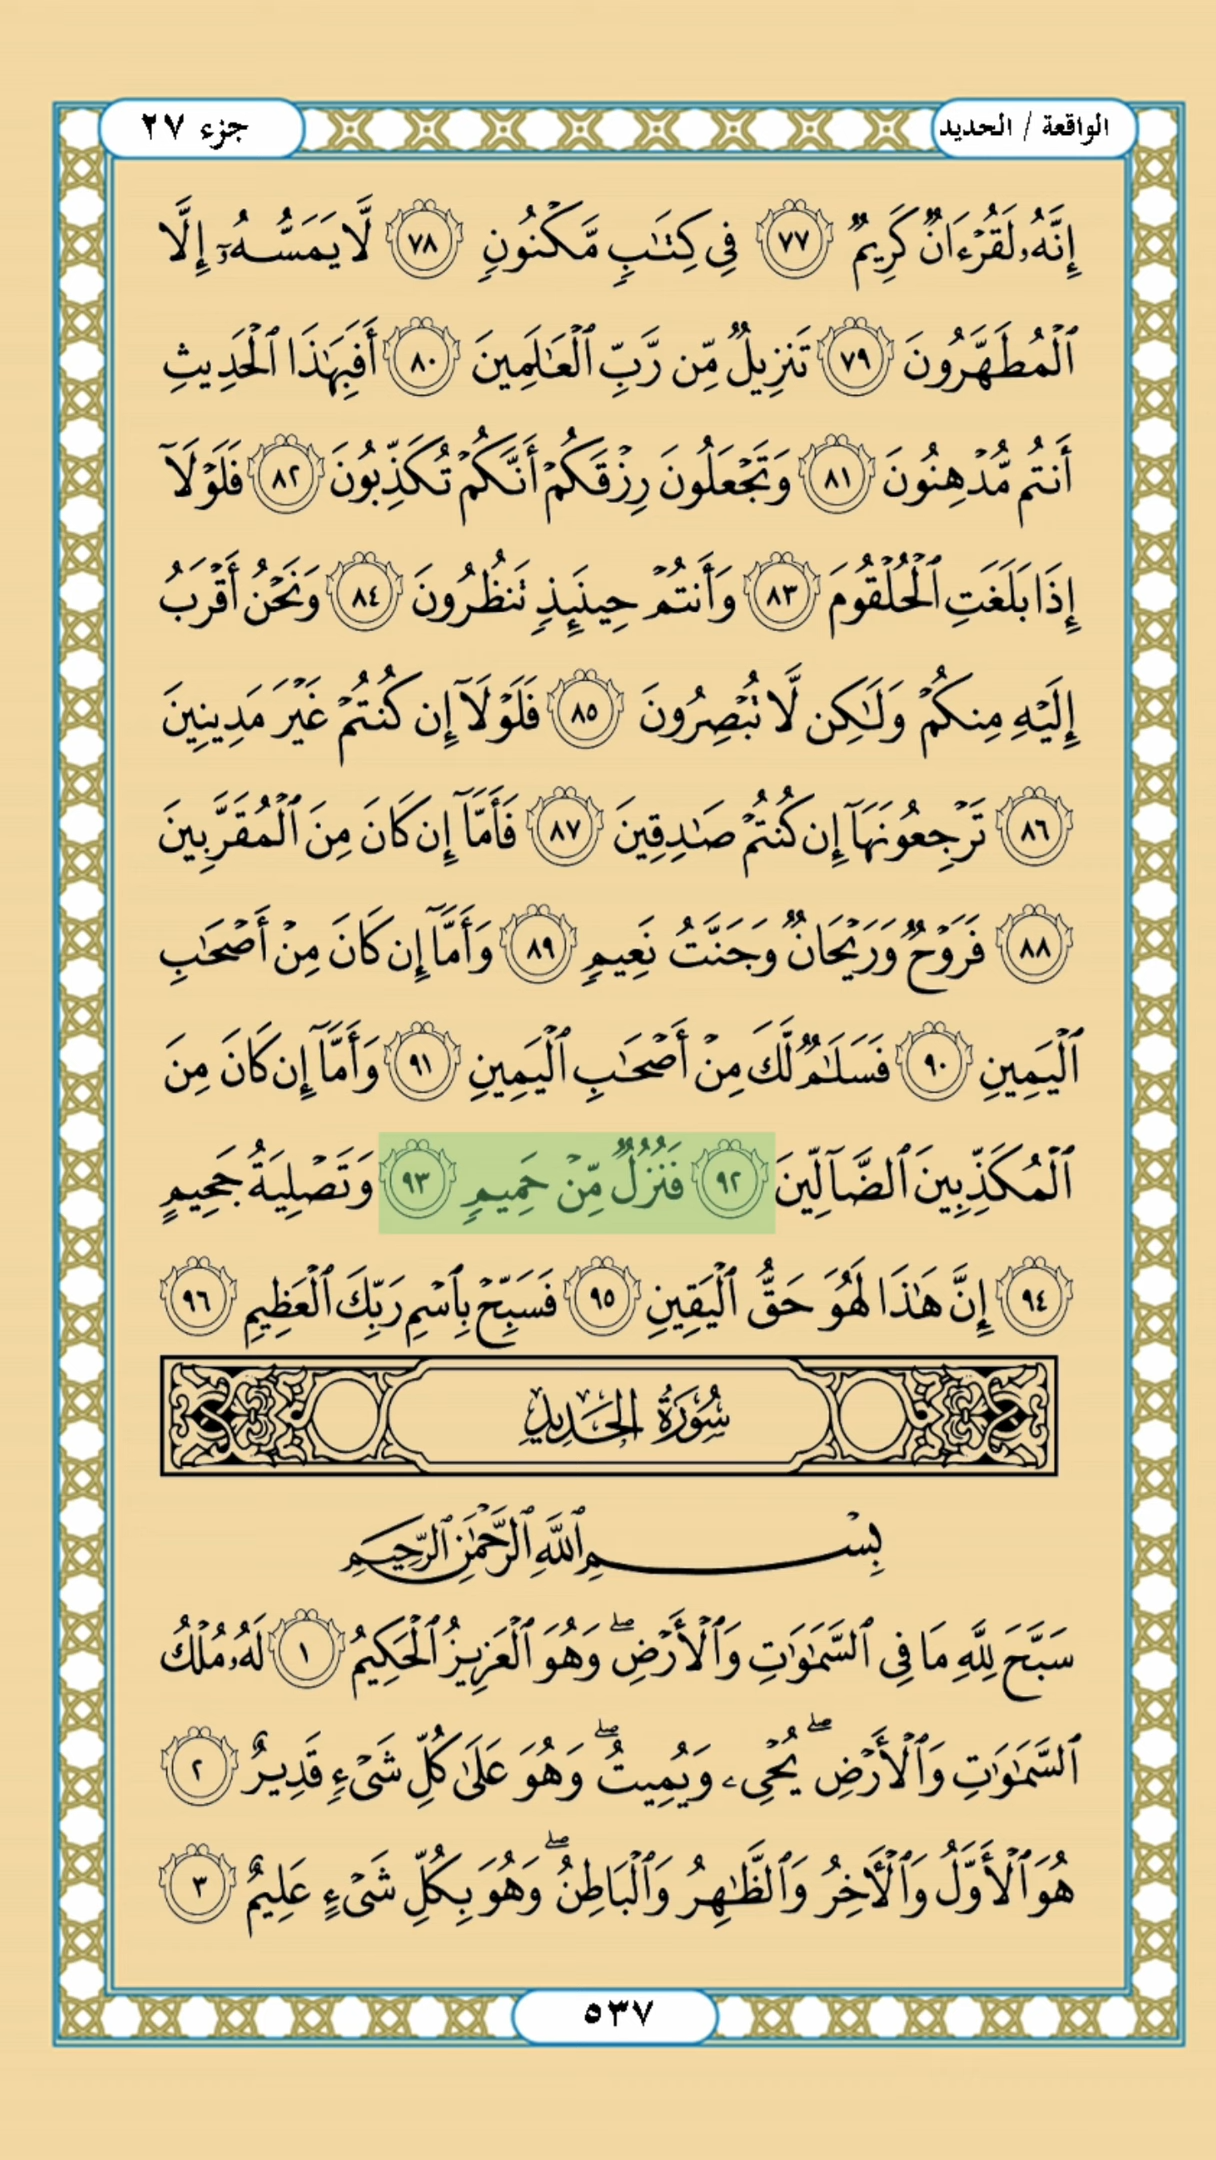 الواقعة / الحديد
جزء ٢٧
إِنَّهُۥ لَقُرْءَانٌ كَرِيمٌ ٧٧ فِى كِتَٰبٍ مَّكْنُونٍ ٧٨ لَّا يَمَسُّهُۥٓ إِلَّا
ٱلْمُطَهَّرُونَ ٧٩ تَنزِيلٌ مِّن رَّبِّ ٱلْعَٰلَمِينَ ٨٠ أَفَبِهَٰذَا ٱلْحَدِيثِ
أَنتُم مُّدْهِنُونَ ٨١ وَتَجْعَلُونَ رِزْقَكُمْ أَنَّكُمْ تُكَذِّبُونَ ٨٢ فَلَوْلَآ
إِذَا بَلَغَتِ ٱلْحُلْقُومَ ٨٣ وَأَنتُمْ حِينَئِذٍ تَنظُرُونَ ٨٤ وَنَحْنُ أَقْرَبُ
إِلَيْهِ مِنكُمْ وَلَٰكِن لَّا تُبْصِرُونَ ٨٥ فَلَوْلَآ إِن كُنتُمْ غَيْرَ مَدِينِينَ
٨٦ تَرْجِعُونَهَآ إِن كُنتُمْ صَٰدِقِينَ ٨٧ فَأَمَّآ إِن كَانَ مِنَ ٱلْمُقَرَّبِينَ
٨٨ فَرَوْحٌ وَرَيْحَانٌ وَجَنَّتُ نَعِيمٍ ٨٩ وَأَمَّآ إِن كَانَ مِنْ أَصْحَٰبِ
ٱلْيَمِينِ ٩٠ فَسَلَٰمٌ لَّكَ مِنْ أَصْحَٰبِ ٱلْيَمِينِ ٩١ وَأَمَّآ إِن كَانَ مِنَ
ٱلْمُكَذِّبِينَ ٱلضَّآلِّينَ ٩٢ فَنُزُلٌ مِّنْ حَمِيمٍ ٩٣ وَتَصْلِيَةُ جَحِيمٍ
٩٤ إِنَّ هَٰذَا لَهُوَ حَقُّ ٱلْيَقِينِ ٩٥ فَسَبِّحْ بِٱسْمِ رَبِّكَ ٱلْعَظِيمِ ٩٦
سُورَةُ الحَدِيدِ
بِسْمِ ٱللَّهِ ٱلرَّحْمَٰنِ ٱلرَّحِيمِ
سَبَّحَ لِلَّهِ مَا فِى ٱلسَّمَٰوَٰتِ وَٱلْأَرْضِ ۖ وَهُوَ ٱلْعَزِيزُ ٱلْحَكِيمُ ١ لَهُۥ مُلْكُ
ٱلسَّمَٰوَٰتِ وَٱلْأَرْضِ ۖ يُحْىِۦ وَيُمِيتُ ۖ وَهُوَ عَلَىٰ كُلِّ شَىْءٍ قَدِيرٌ ٢
هُوَ ٱلْأَوَّلُ وَٱلْءَاخِرُ وَٱلظَّٰهِرُ وَٱلْبَاطِنُ ۖ وَهُوَ بِكُلِّ شَىْءٍ عَلِيمٌ ٣
٥٣٧